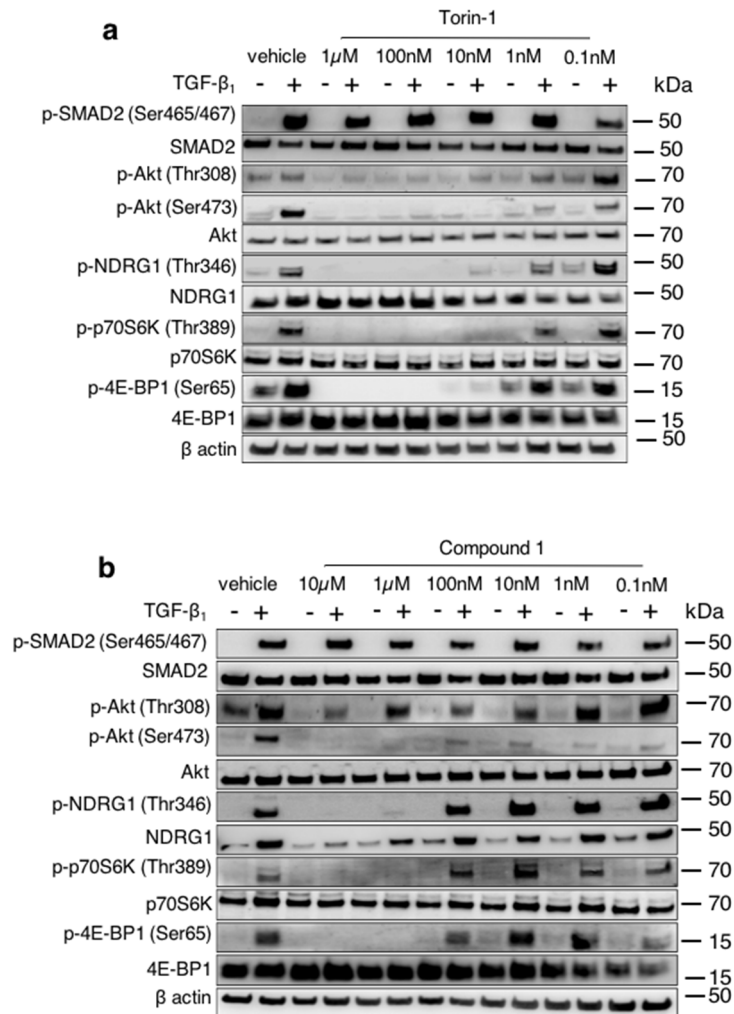 a
Torin-1
vehicle 1μM 100nM 10nM 1nM 0.1nM
TGF-β₁ - + - + - + - + - + - + kDa
p-SMAD2 (Ser465/467) 50
SMAD2 50
p-Akt (Thr308) 70
p-Akt (Ser473) 70
Akt 70
p-NDRG1 (Thr346) 50
NDRG1 50
p-p70S6K (Thr389) 70
p70S6K 70
p-4E-BP1 (Ser65) 15
4E-BP1 15
β actin 50
b
Compound 1
vehicle 10μM 1μM 100nM 10nM 1nM 0.1nM
TGF-β₁ - + - + - + - + - + - + - + kDa
p-SMAD2 (Ser465/467) 50
SMAD2 50
p-Akt (Thr308) 70
p-Akt (Ser473) 70
Akt 70
p-NDRG1 (Thr346) 50
NDRG1 50
p-p70S6K (Thr389) 70
p70S6K 70
p-4E-BP1 (Ser65) 15
4E-BP1 15
β actin 50